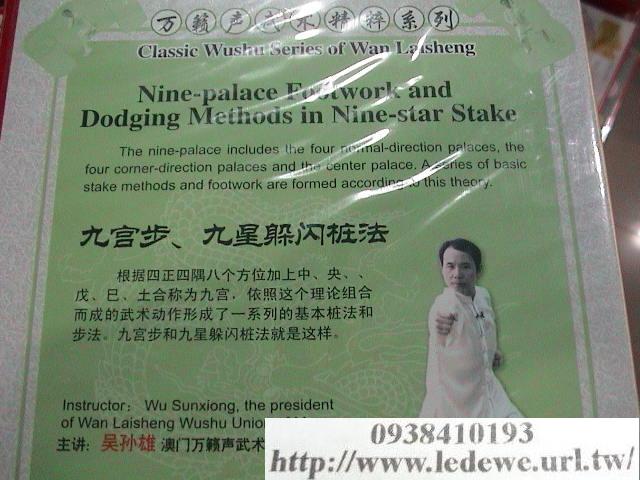 万籁声武术精粹系列
Classic Wushu Series of Wan Laisheng
Nine-palace Footwork and
Dodging Methods in Nine-star Stake
The nine-palace includes the four normal-direction palaces, the
four corner-direction palaces and the center palace. A series of basic
stake methods and footwork are formed according to this theory.
九宫步、九星躲闪桩法
根据四正四隅八个方位加上中、央、、
戊、巳、土合称为九宫，依照这个理论组合
而成的武术动作形成了一系列的基本桩法和
步法。九宫步和九星躲闪桩法就是这样。
Instructor: Wu Sunxiong, the president
of Wan Laisheng Wushu Union
主讲: 吴孙雄 澳门万籁声武术
0938410193
http://www.ledewe.url.tw/